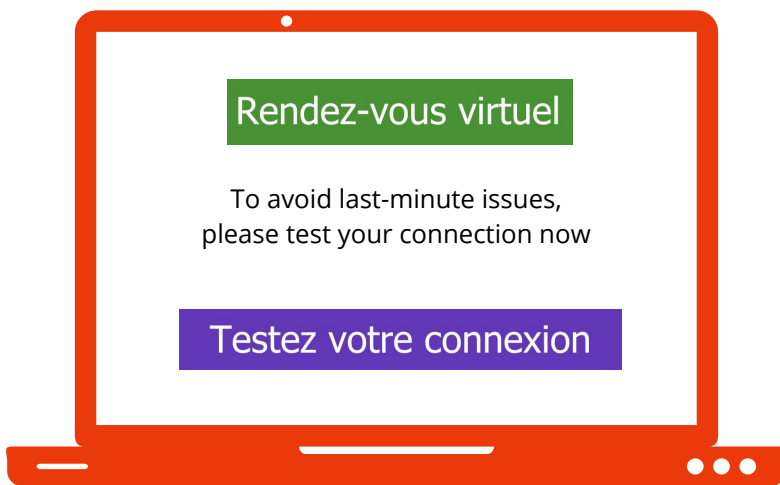 Rendez-vous virtuel
To avoid last-minute issues,
please test your connection now
Testez votre connexion